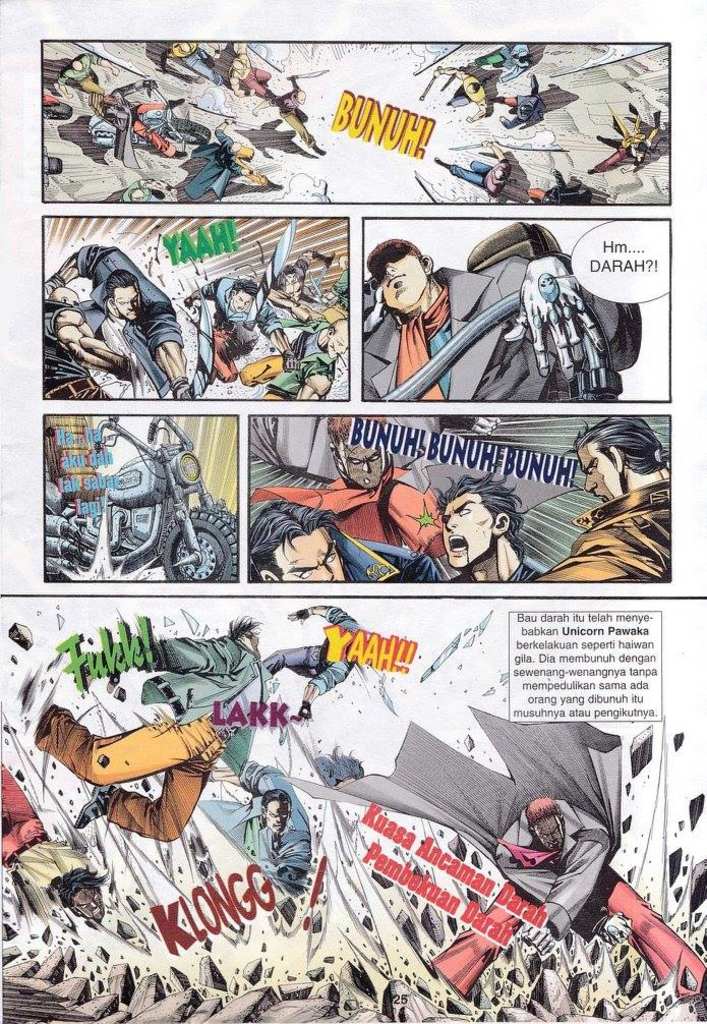 BUNUH!
YAAH!
Hm....
DARAH?!
Ha...ha
aku dah
tak sabar
lagi!
BUNUH! BUNUH! BUNUH!
Fukk!
YAAH!!
LAKK~
Bau darah itu telah menye-
babkan Unicorn Pawaka
berkelakuan seperti haiwan
gila. Dia membunuh dengan
sewenang-wenangnya tanpa
mempedulikan sama ada
orang yang dibunuh itu
musuhnya atau pengikutnya.
Kuasa Ancaman Darah
Pembekuan Darah
KLONGG !
25